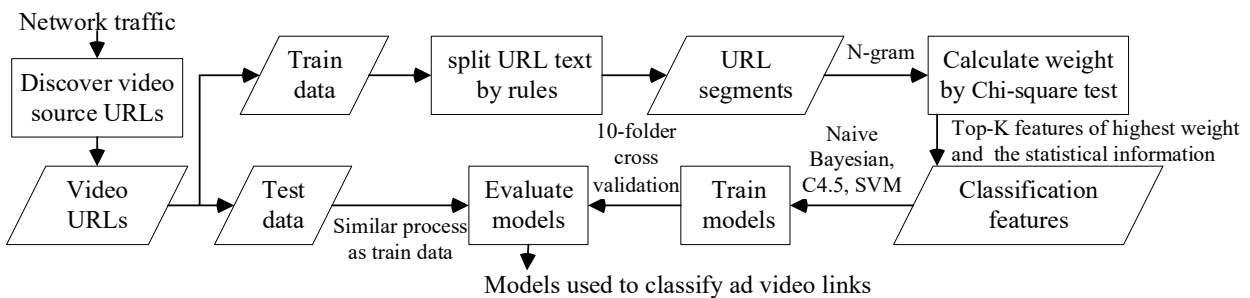 Network traffic
Discover video
source URLs
Video
URLs
Train
data
split URL text
by rules
URL
segments
N-gram
Calculate weight
by Chi-square test
Top-K features of highest weight
and the statistical information
Classification
features
Naive
Bayesian,
C4.5, SVM
Train
models
10-folder
cross
validation
Evaluate
models
Test
data
Similar process
as train data
Models used to classify ad video links